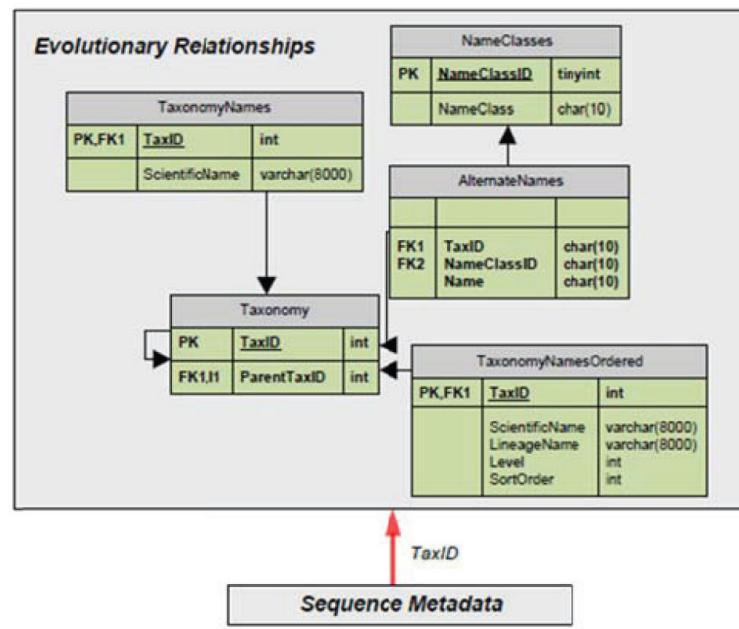 Evolutionary Relationships
NameClasses
PK NameClassID tinyint
NameClass char(10)
TaxonomyNames
PK,FK1 TaxID int
ScientificName varchar(8000)
AlternateNames
FK1 TaxID char(10)
FK2 NameClassID char(10)
Name char(10)
Taxonomy
PK TaxID int
FK1,I1 ParentTaxID int
TaxonomyNamesOrdered
PK,FK1 TaxID int
ScientificName varchar(8000)
LineageName varchar(8000)
Level int
SortOrder int
TaxID
Sequence Metadata